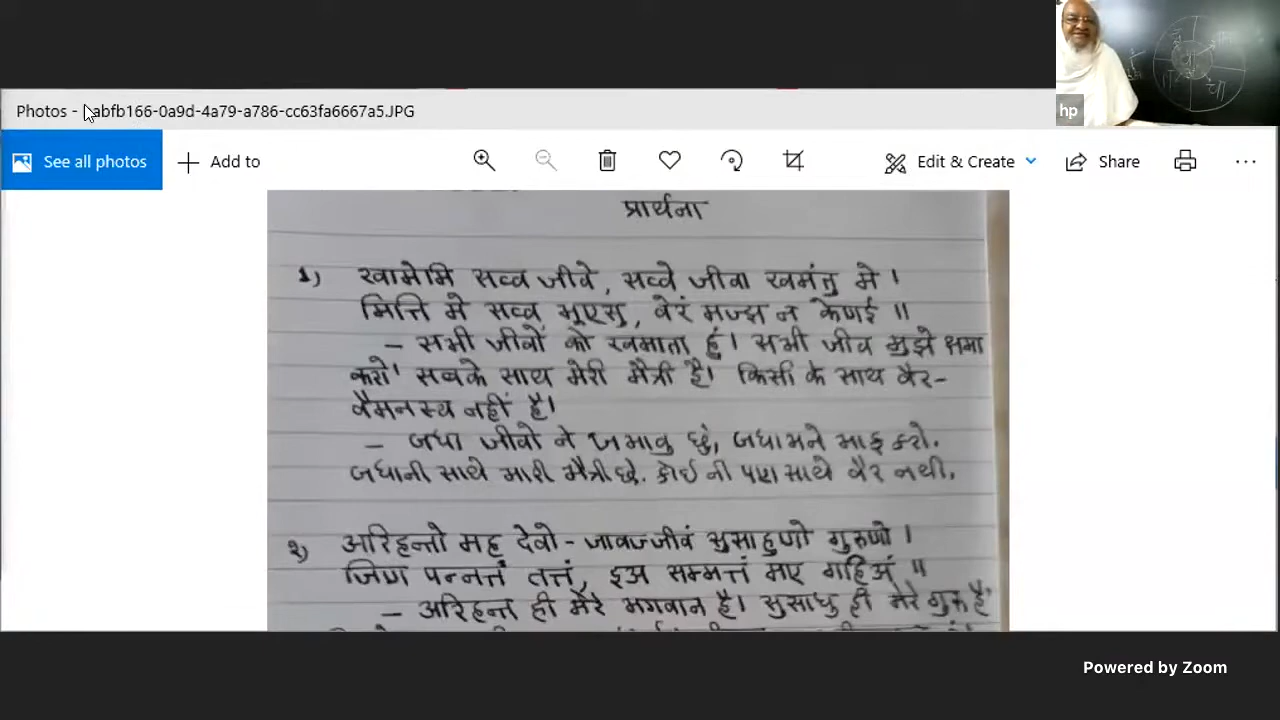 Photos - abfb166-0a9d-4a79-a786-cc63fa6667a5.JPG
See all photos
Add to
Edit & Create
Share
hp
प्रार्थना
१) खामेमि सव्व जीवे, सव्वे जीवा खमंतु मे ।
मित्ति मे सव्व भूएसु, वेरं मज्झ न केणई ॥
- सभी जीवों को खमाता हूं। सभी जीव मुझे क्षमा
करो। सबके साथ मेरी मैत्री है। किसी के साथ वैर-
वैमनस्य नहीं है।
- બધા જીવો ને ખમાવુ છું, બધા મને માફ કરો.
બધાની સાથે મારી મૈત્રી છે. કોઈ ની પણ સાથે વૈર નથી.
२) अरिहन्तो मह देवो - जावज्जीवं सुसाहुणो गुरुणो ।
जिण पन्नत्तं तत्तं, इअ सम्मत्तं मए गहिअं ॥
- अरिहन्त ही मेरे भगवान है। सुसाधु ही मेरे गुरु है
Powered by Zoom